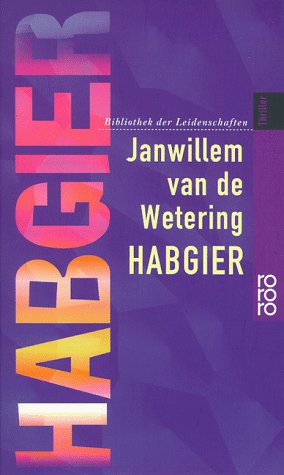 HABGIER
Bibliothek der Leidenschaften
Thriller
Janwillem
van de
Wetering
HABGIER
ro
ro
ro